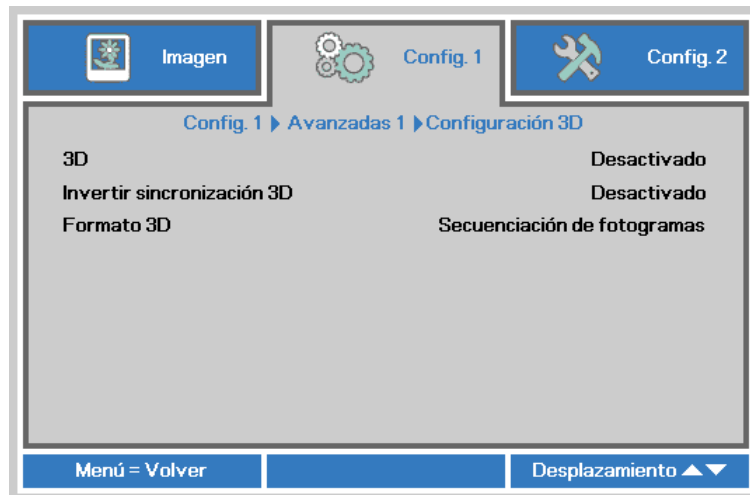 Imagen Config. 1 Config. 2
Config. 1 Avanzadas 1 Configuración 3D
3D Desactivado
Invertir sincronización 3D Desactivado
Formato 3D Secuenciación de fotogramas
Menú = Volver Desplazamiento